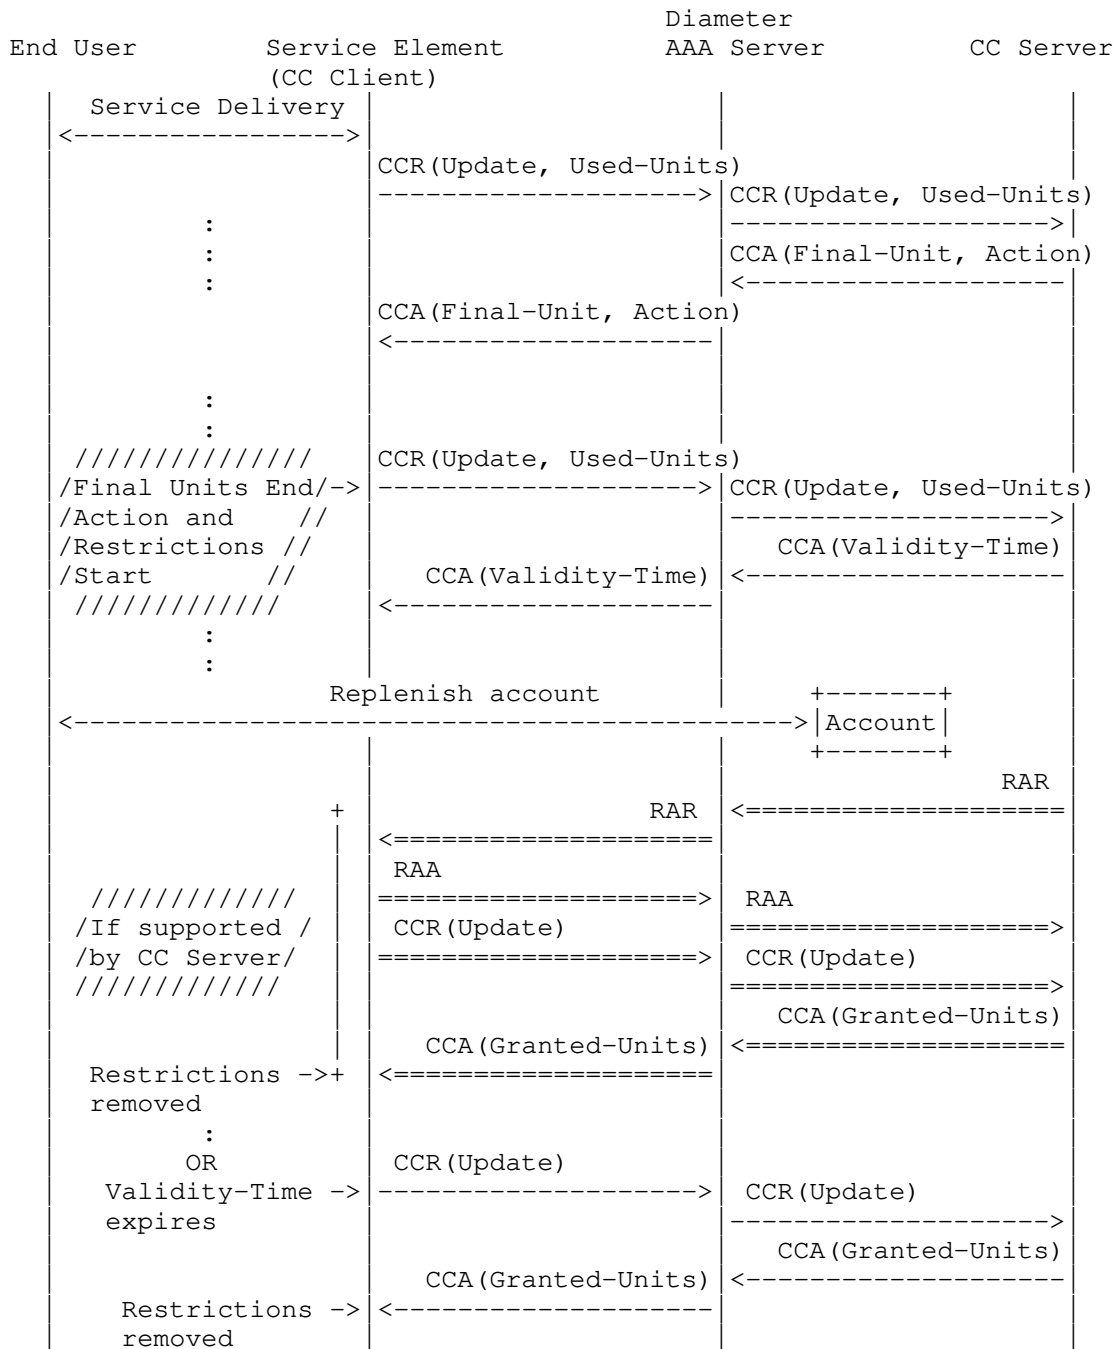 Diameter
End User Service Element AAA Server CC Server
(CC Client)
Service Delivery
CCR(Update, Used-Units)
CCR(Update, Used-Units)
:
: CCA(Final-Unit, Action)
:
CCA(Final-Unit, Action)
:
:
/////////////// CCR(Update, Used-Units)
/Final Units End/-> CCR(Update, Used-Units)
/Action and //
/Restrictions // CCA(Validity-Time)
/Start // CCA(Validity-Time)
/////////////
:
:
Replenish account +-------+
<--------------------------------------------->|Account|
+-------+
RAR
+ RAR <====================
<====================
RAA
///////////// ====================> RAA
/If supported / CCR(Update) ====================>
/by CC Server/ ====================> CCR(Update)
///////////// ====================>
CCA(Granted-Units)
CCA(Granted-Units) <====================
Restrictions ->+ <====================
removed
:
OR CCR(Update)
Validity-Time -> CCR(Update)
expires
CCA(Granted-Units)
CCA(Granted-Units)
Restrictions ->
removed